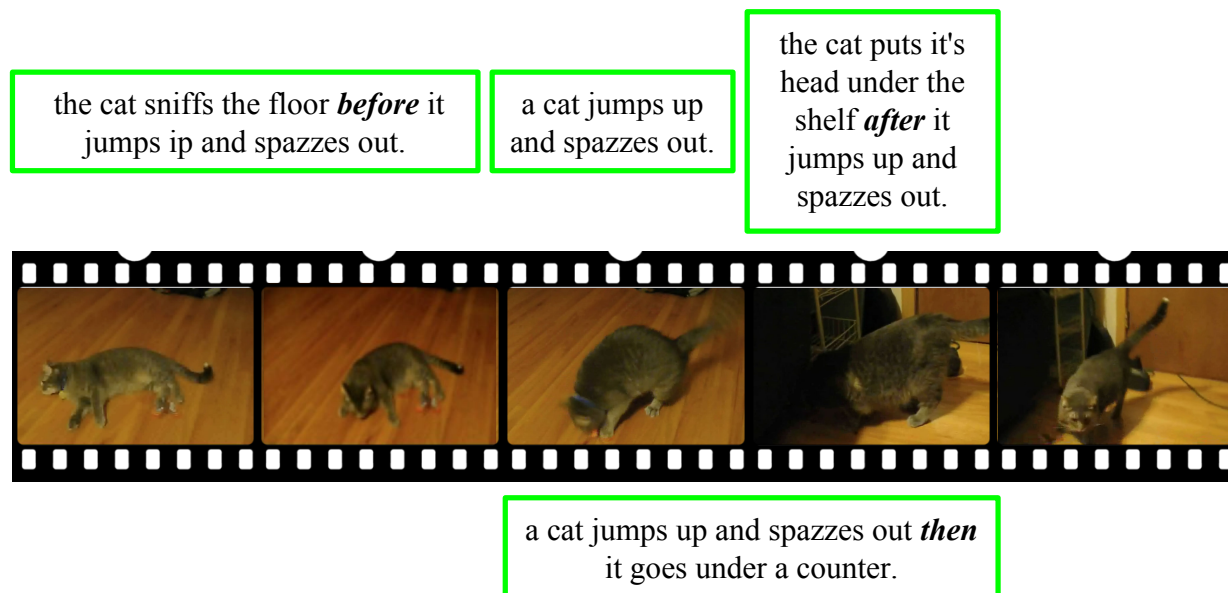 the cat sniffs the floor before it
jumps ip and spazzes out.
a cat jumps up
and spazzes out.
the cat puts it's
head under the
shelf after it
jumps up and
spazzes out.
a cat jumps up and spazzes out then
it goes under a counter.